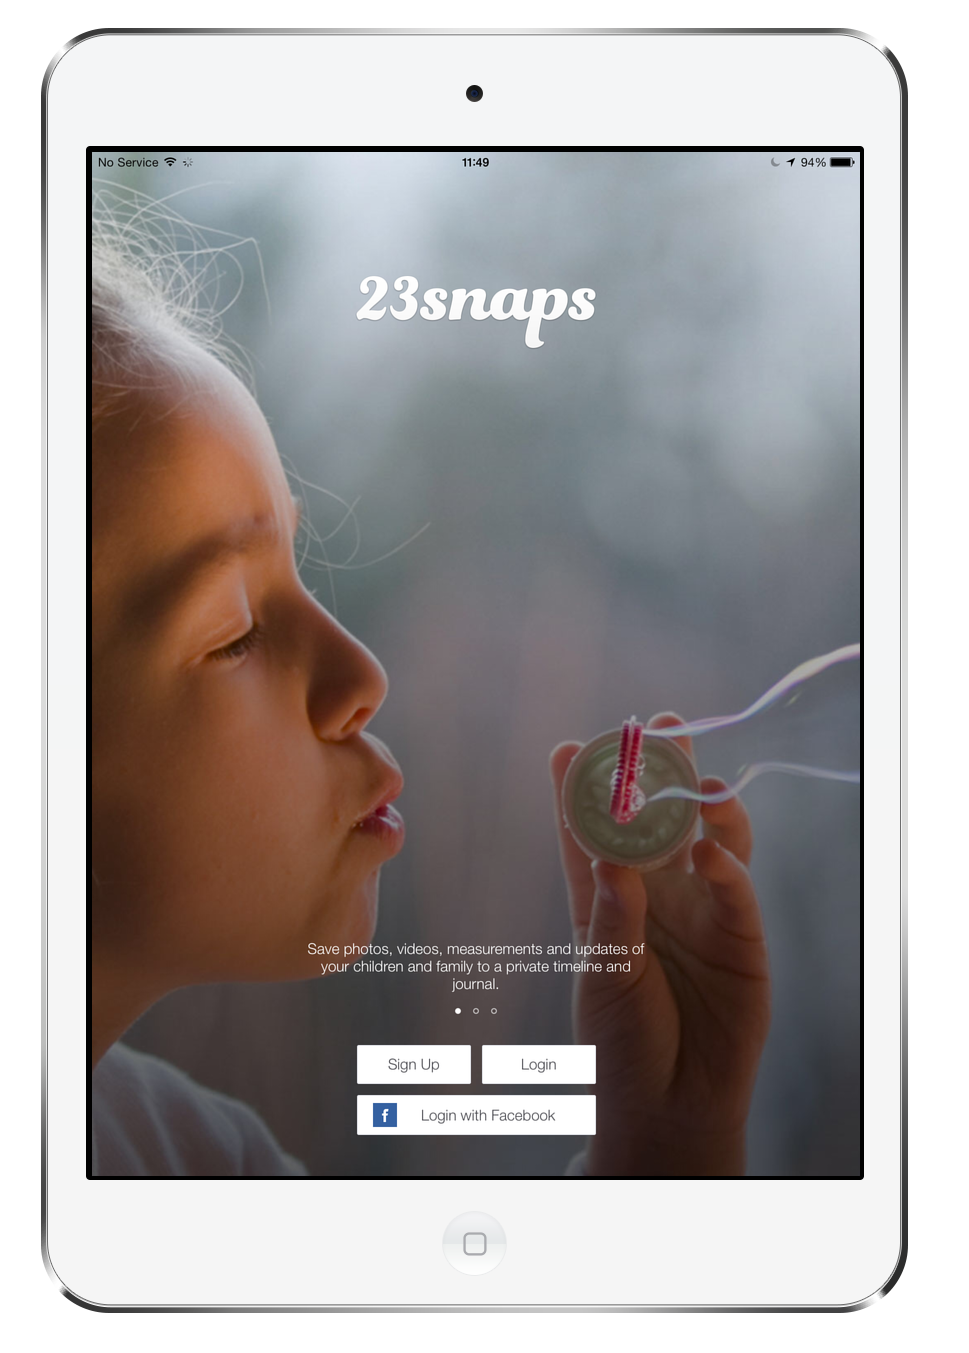 No Service 11:49 94%
23snaps
Save photos, videos, measurements and updates of
your children and family to a private timeline and
journal.
Sign Up Login
f Login with Facebook